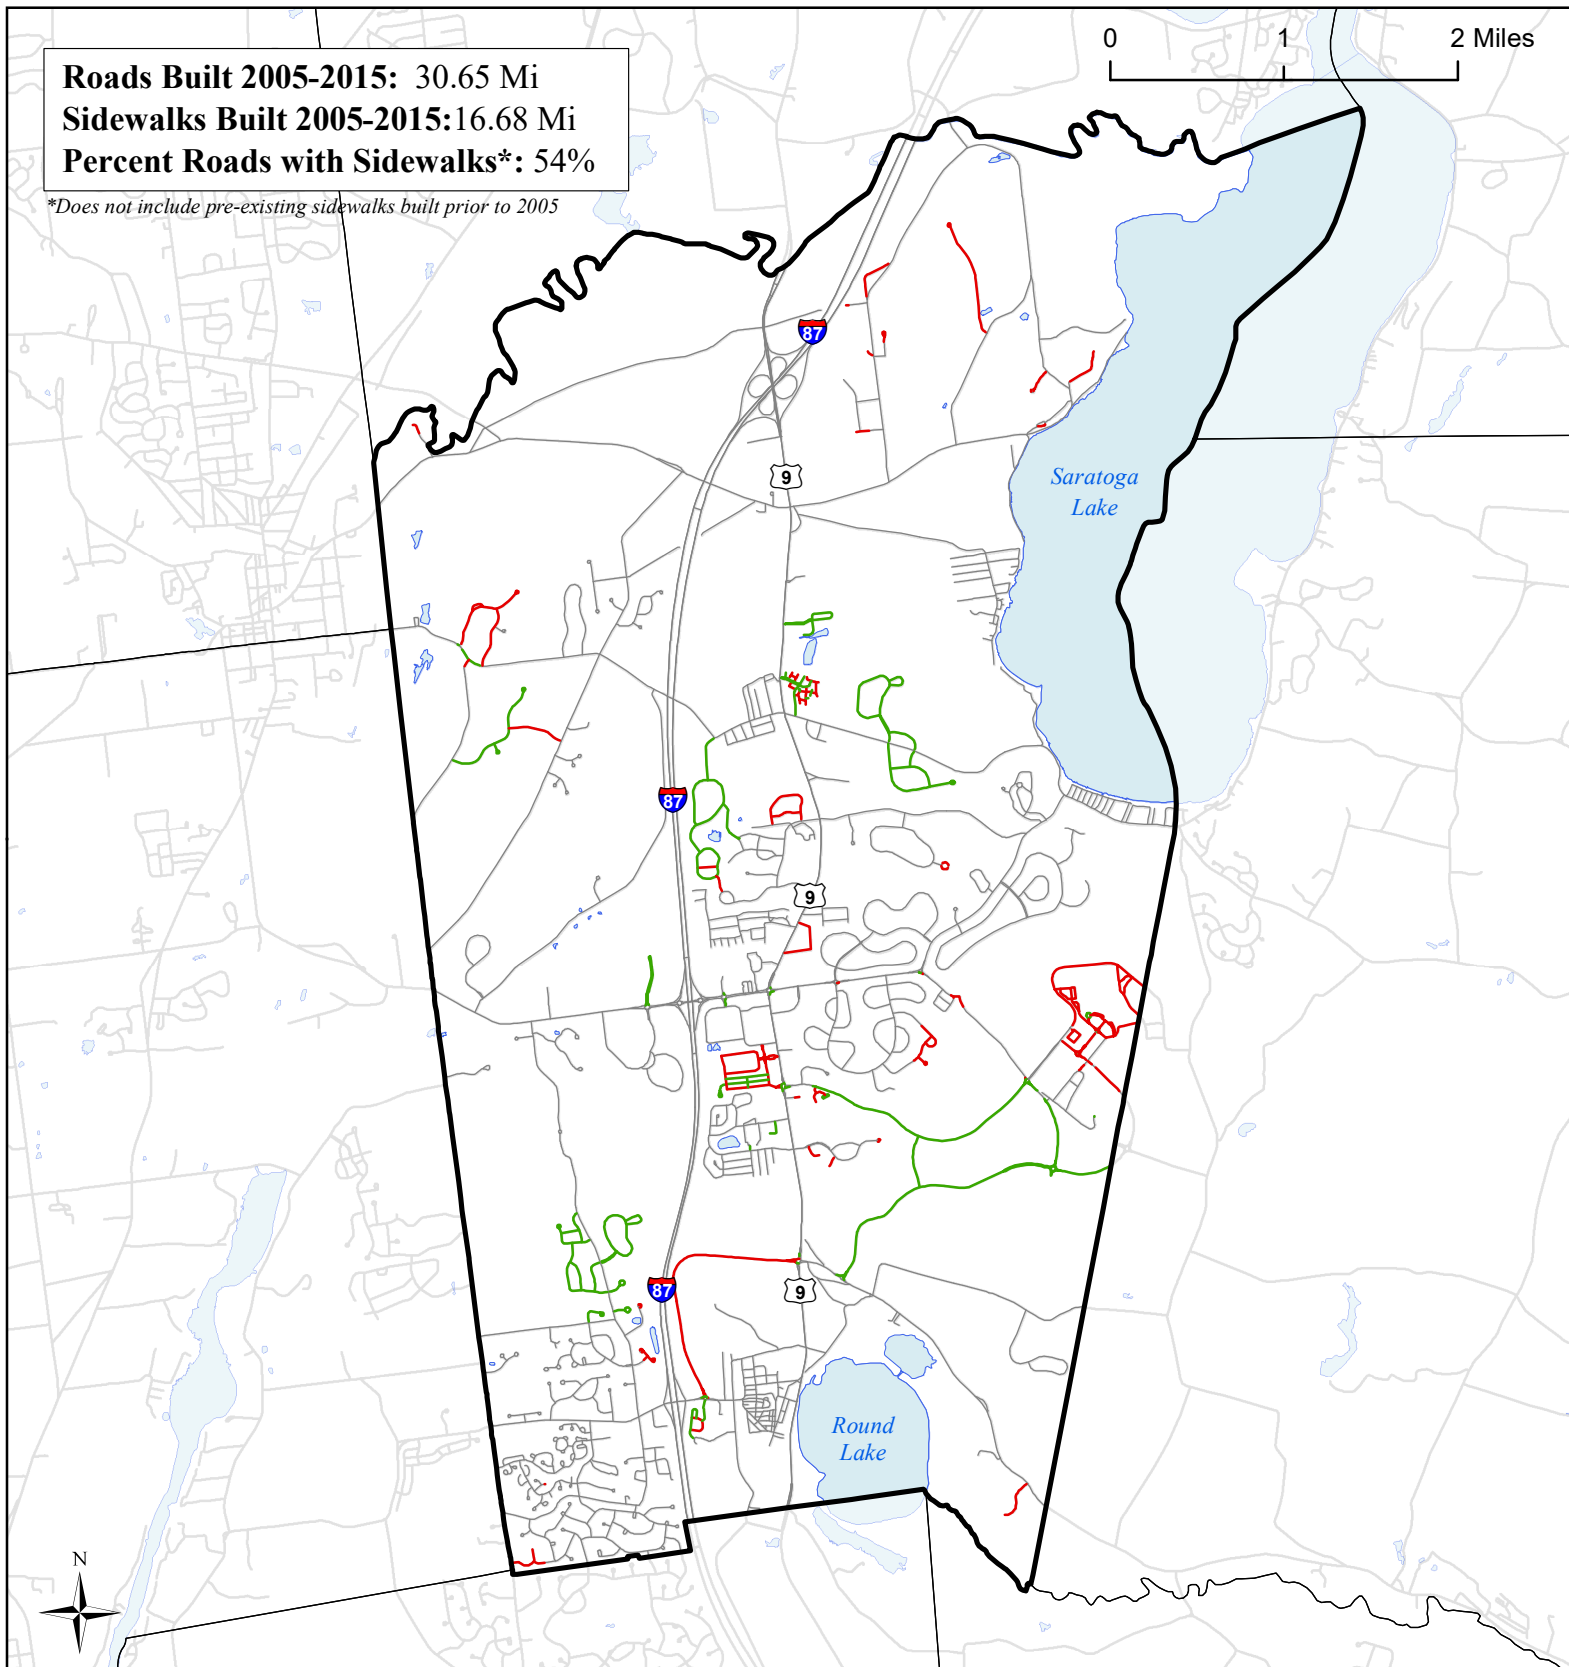 0 1 2 Miles
Roads Built 2005-2015: 30.65 Mi
Sidewalks Built 2005-2015:16.68 Mi
Percent Roads with Sidewalks*: 54%
*Does not include pre-existing sidewalks built prior to 2005
87
9
Saratoga
Lake
87
9
87
9
Round
Lake
N